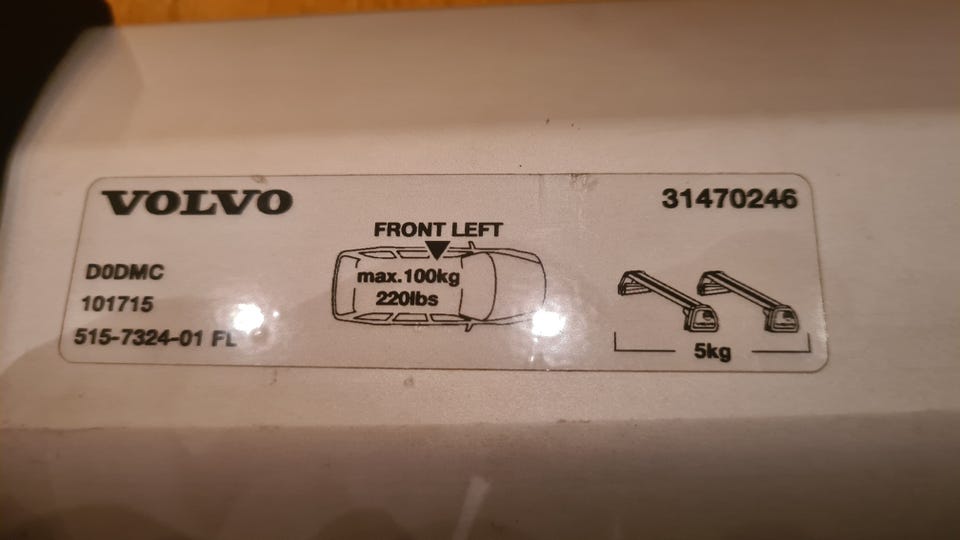 VOLVO
31470246
FRONT LEFT
D0DMC
max.100kg
101715
220lbs
515-7324-01 FL
5kg